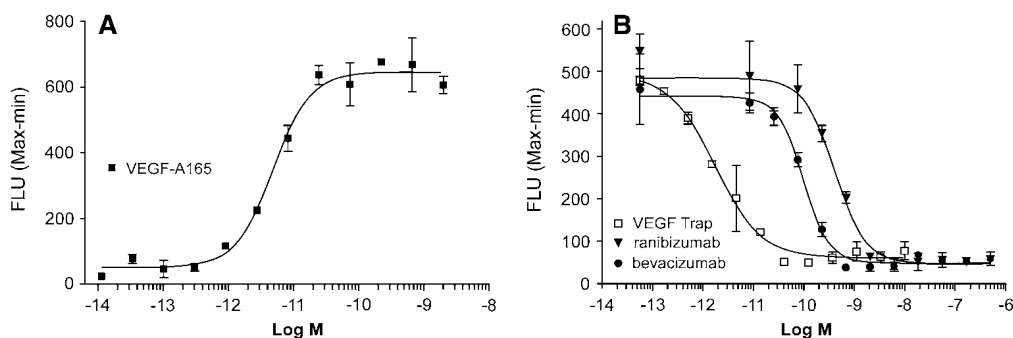 A
800
600
400
200
0
FLU (Max-min)
VEGF-A165
-14 -13 -12 -11 -10 -9 -8
Log M
B
600
500
400
300
200
100
0
FLU (Max-min)
VEGF Trap
ranibizumab
bevacizumab
-13 -12 -11 -10 -9 -8 -7 -6
Log M